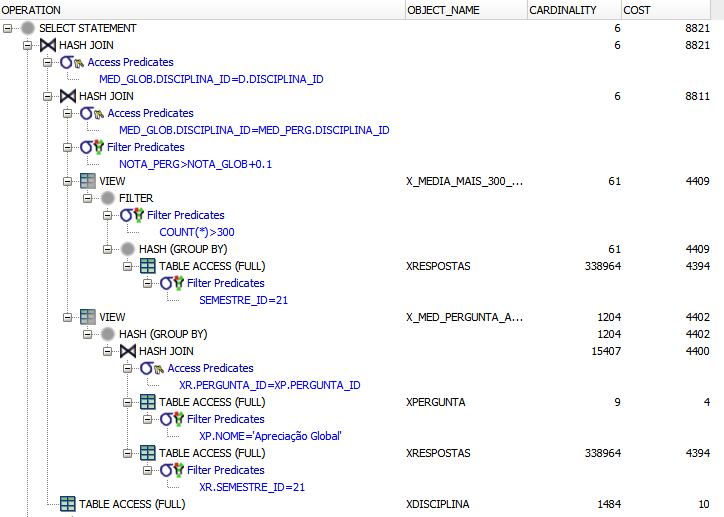 OPERATION OBJECT_NAME CARDINALITY COST
SELECT STATEMENT 6 8821
HASH JOIN 6 8821
Access Predicates
MED_GLOB.DISCIPLINA_ID=D.DISCIPLINA_ID
HASH JOIN 6 8811
Access Predicates
MED_GLOB.DISCIPLINA_ID=MED_PERG.DISCIPLINA_ID
Filter Predicates
NOTA_PERG>NOTA_GLOB+0.1
VIEW X_MEDIA_MAIS_300_... 61 4409
FILTER
Filter Predicates
COUNT(*)>300
HASH (GROUP BY) 61 4409
TABLE ACCESS (FULL) XRESPOSTAS 338964 4394
Filter Predicates
SEMESTRE_ID=21
VIEW X_MED_PERGUNTA_A... 1204 4402
HASH (GROUP BY) 1204 4402
HASH JOIN 15407 4400
Access Predicates
XR.PERGUNTA_ID=XP.PERGUNTA_ID
TABLE ACCESS (FULL) XPERGUNTA 9 4
Filter Predicates
XP.NOME='Apreciação Global'
TABLE ACCESS (FULL) XRESPOSTAS 338964 4394
Filter Predicates
XR.SEMESTRE_ID=21
TABLE ACCESS (FULL) XDISCIPLINA 1484 10